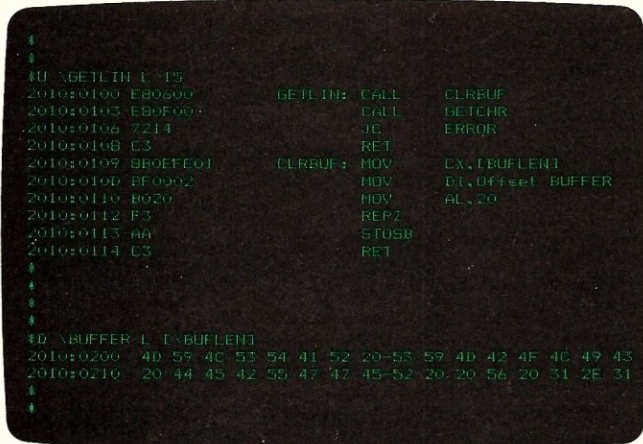 *
*
*U \GETLIN L 15
2010:0100 E80600 GETLIN: CALL CLRBUF
2010:0103 E80F00 CALL GETCHR
2010:0106 7214 JC ERROR
2010:0108 C3 RET
2010:0109 8B0EFE01 CLRBUF: MOV CX,[BUFLEN]
2010:010D BF0002 MOV DI,Offset BUFFER
2010:0110 B020 MOV AL,20
2010:0112 F3 REPZ
2010:0113 AA STOSB
2010:0114 C3 RET
*
*
*
*
*D \BUFFER L [\BUFLEN]
2010:0200 4D 59 4C 53 54 41 52 20-53 59 4D 42 4F 4C 49 43
2010:0210 20 44 45 42 55 47 47 45-52 20 20 56 20 31 2E 31
*
*